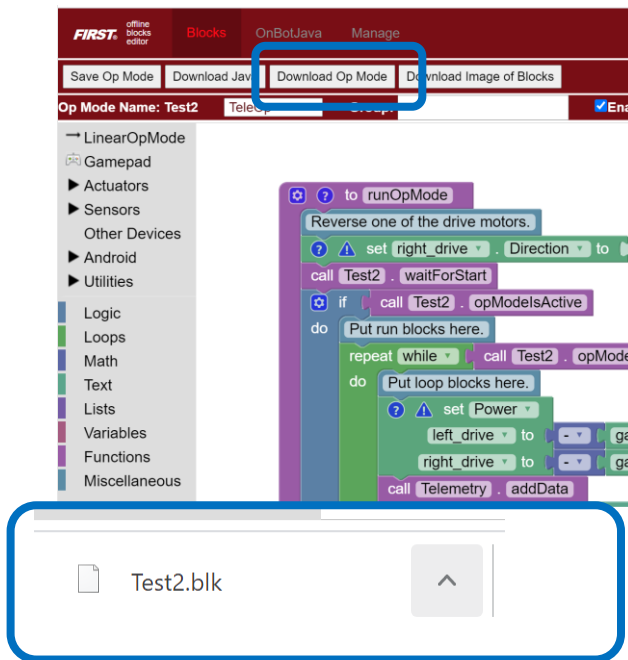 FIRST. offline blocks editor Blocks OnBotJava Manage
Save Op Mode Download Java Download Op Mode Download Image of Blocks
Op Mode Name: Test2 TeleOp Group: Ena
LinearOpMode
Gamepad
Actuators
Sensors
Other Devices
Android
Utilities
Logic
Loops
Math
Text
Lists
Variables
Functions
Miscellaneous
to runOpMode
Reverse one of the drive motors.
set right_drive . Direction to
call Test2 . waitForStart
if call Test2 . opModeIsActive
do Put run blocks here.
repeat while call Test2 . opMode
do Put loop blocks here.
set Power
left_drive to - ga
right_drive to - ga
call Telemetry . addData
Test2.blk